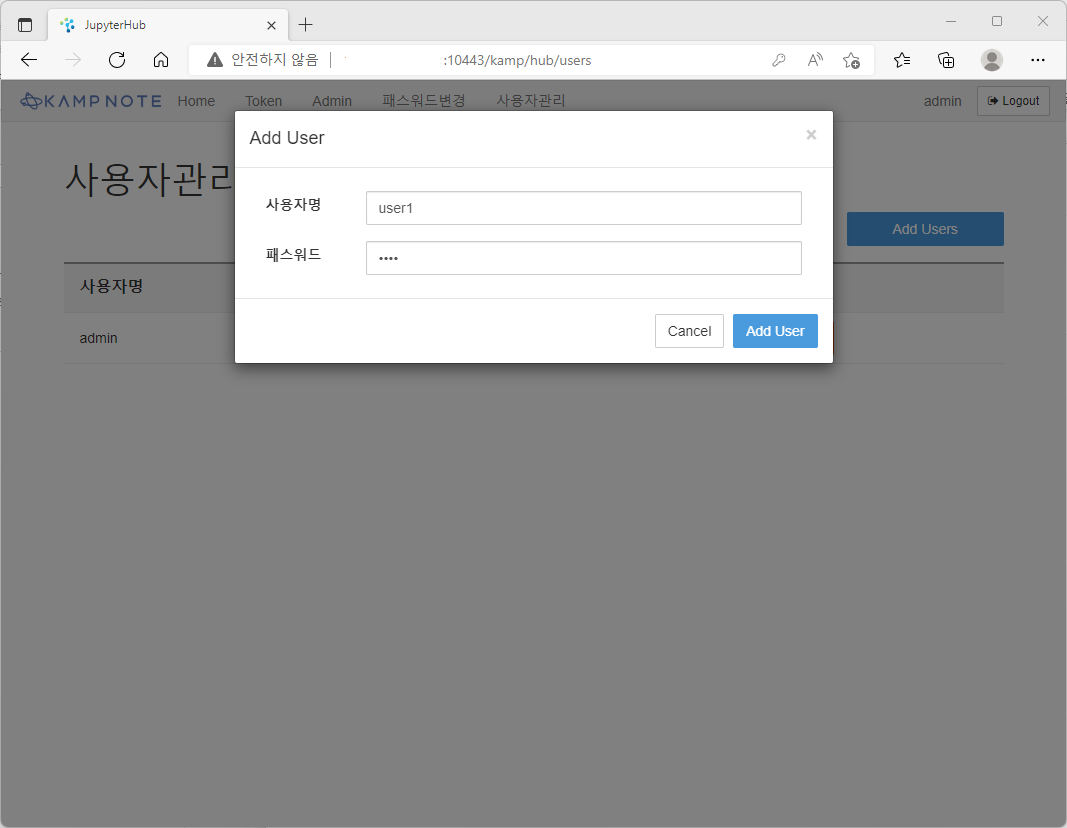 JupyterHub
안전하지 않음 :10443/kamp/hub/users
KAMP NOTE Home Token Admin 패스워드변경 사용자관리 admin Logout
Add User ×
사용자관리
사용자명 user1
Add Users
패스워드 ••••
사용자명
Cancel Add User
admin